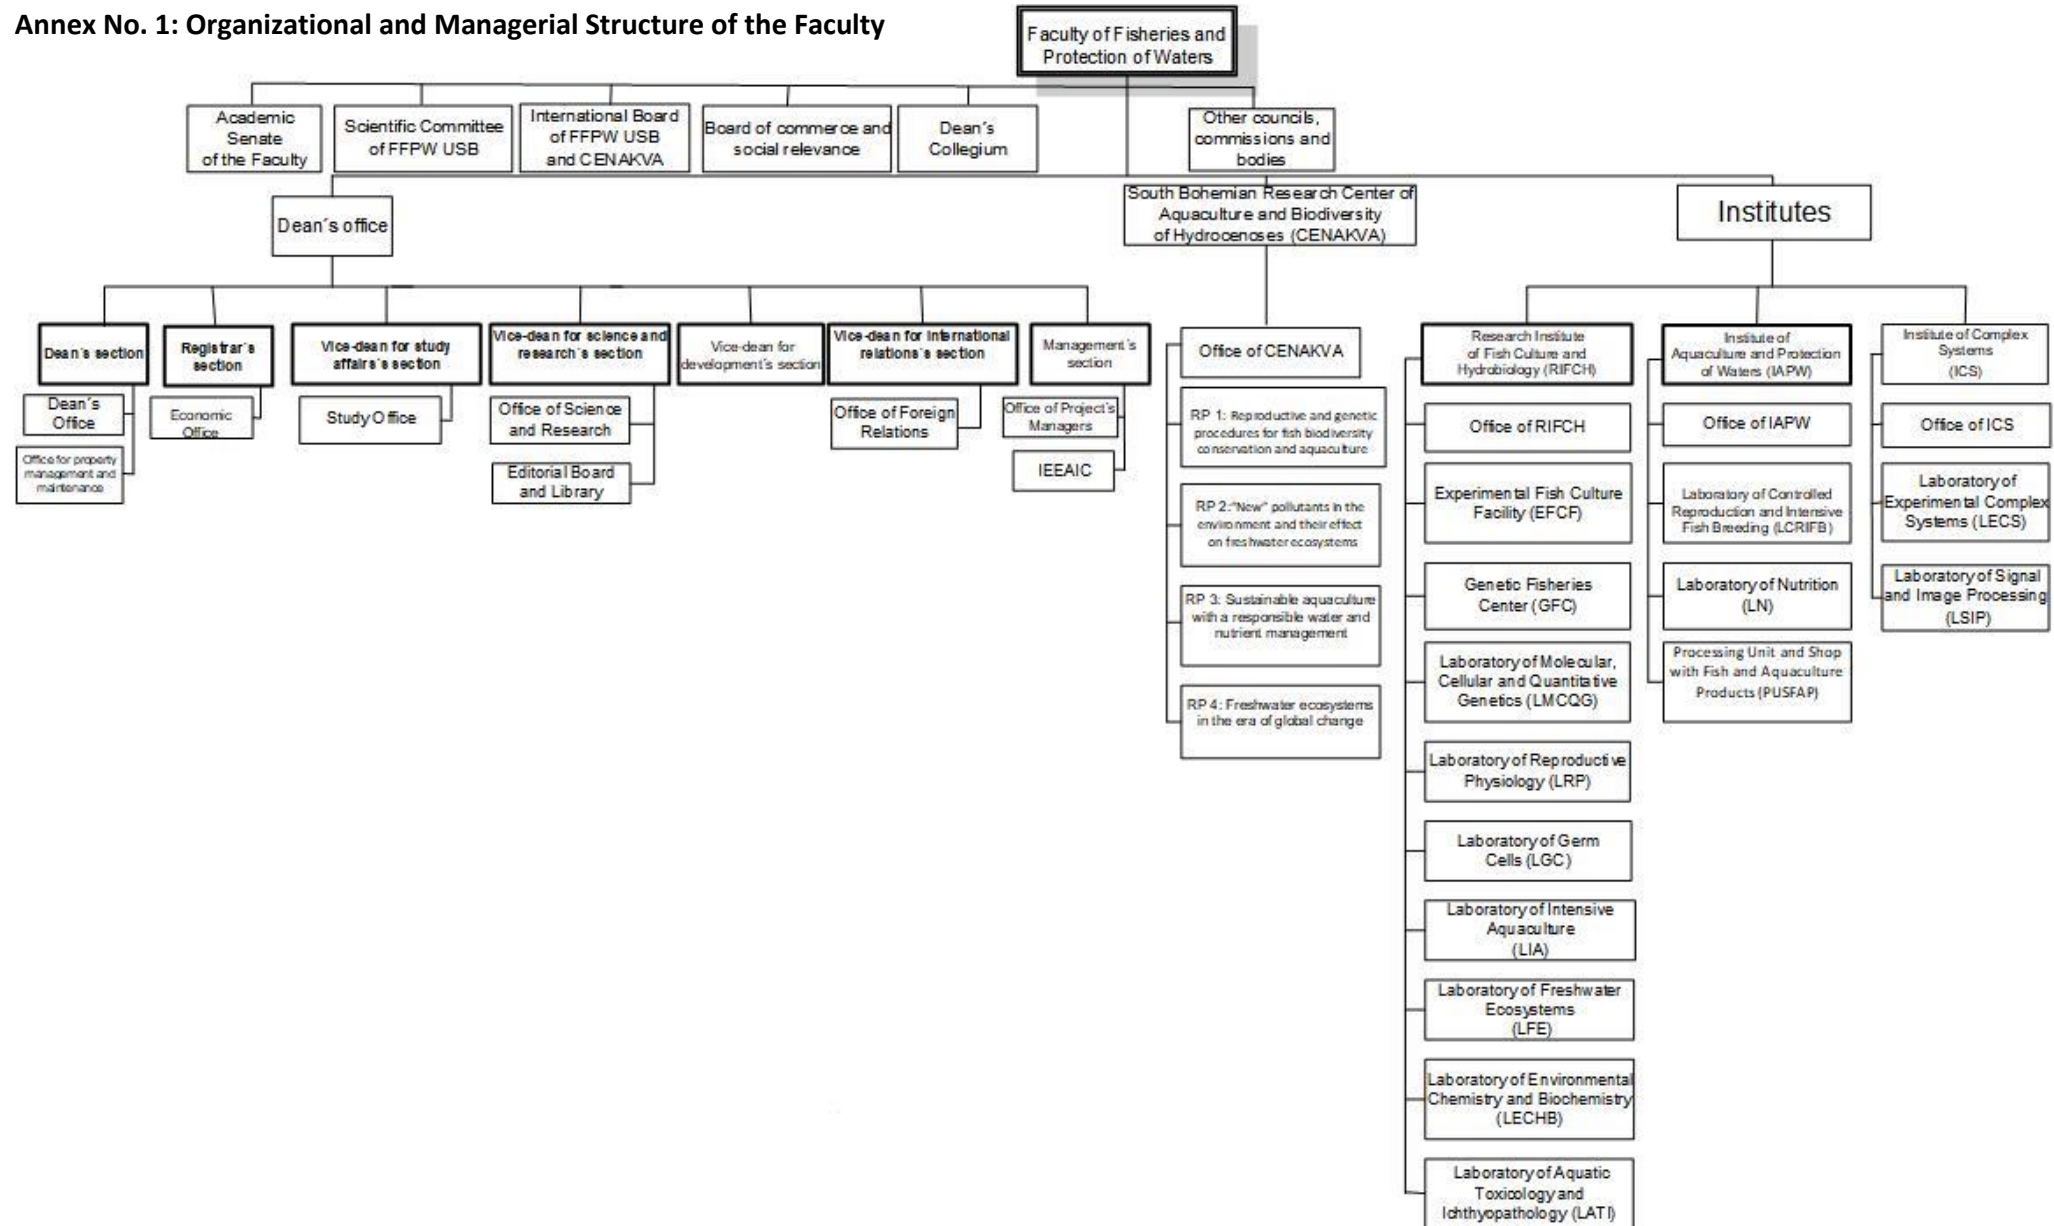 Annex No. 1: Organizational and Managerial Structure of the Faculty
Faculty of Fisheries and
Protection of Waters
Academic
Senate
of the Faculty
Scientific Committee
of FFPW USB
International Board
of FFPW USB
and CENAKVA
Board of commerce and
social relevance
Dean´s
Collegium
Other councils,
commissions and
bodies
Dean´s office
South Bohemian Research Center of
Aquaculture and Biodiversity
of Hydrocenoses (CENAKVA)
Institutes
Dean´s section
Registrar´s
section
Vice-dean for study
affairs´s section
Vice-dean for science and
research´s section
Vice-dean for
development´s section
Vice-dean for international
relations´s section
Management´s
section
Dean´s
Office
Office for property
management and
maintenance
Economic
Office
Study Office
Office of Science
and Research
Editorial Board
and Library
Office of Foreign
Relations
Office of Project´s
Managers
IEEAIC
Office of CENAKVA
RP 1: Reproductive and genetic
procedures for fish biodiversity
conservation and aquaculture
RP 2:"New" pollutants in the
environment and their effect
on freshwater ecosystems
RP 3: Sustainable aquaculture
with a responsible water and
nutrient management
RP 4: Freshwater ecosystems
in the era of global change
Research Institute
of Fish Culture and
Hydrobiology (RIFCH)
Office of RIFCH
Experimental Fish Culture
Facility (EFCF)
Genetic Fisheries
Center (GFC)
Laboratory of Molecular,
Cellular and Quantitative
Genetics (LMCQG)
Laboratory of Reproductive
Physiology (LRP)
Laboratory of Germ
Cells (LGC)
Laboratory of Intensive
Aquaculture
(LIA)
Laboratory of Freshwater
Ecosystems
(LFE)
Laboratory of Environmental
Chemistry and Biochemistry
(LECHB)
Laboratory of Aquatic
Toxicology and
Ichthyopathology (LATI)
Institute of
Aquaculture and Protection
of Waters (IAPW)
Office of IAPW
Laboratory of Controlled
Reproduction and Intensive
Fish Breeding (LCRIFB)
Laboratory of Nutrition
(LN)
Processing Unit and Shop
with Fish and Aquaculture
Products (PUSFAP)
Institute of Complex
Systems
(ICS)
Office of ICS
Laboratory of
Experimental Complex
Systems (LECS)
Laboratory of Signal
and Image Processing
(LSIP)